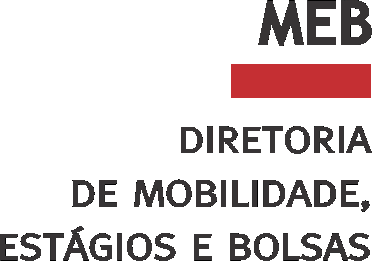 MEB
DIRETORIA
DE MOBILIDADE,
ESTÁGIOS E BOLSAS